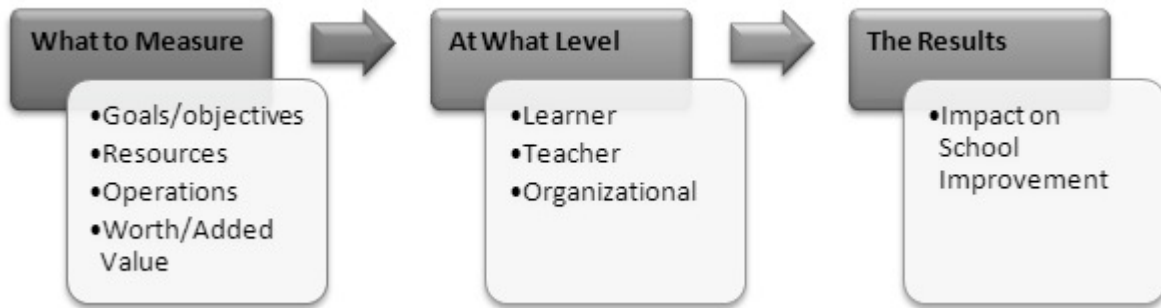 What to Measure
•Goals/objectives
•Resources
•Operations
•Worth/Added
Value
At What Level
•Learner
•Teacher
•Organizational
The Results
•Impact on
School
Improvement